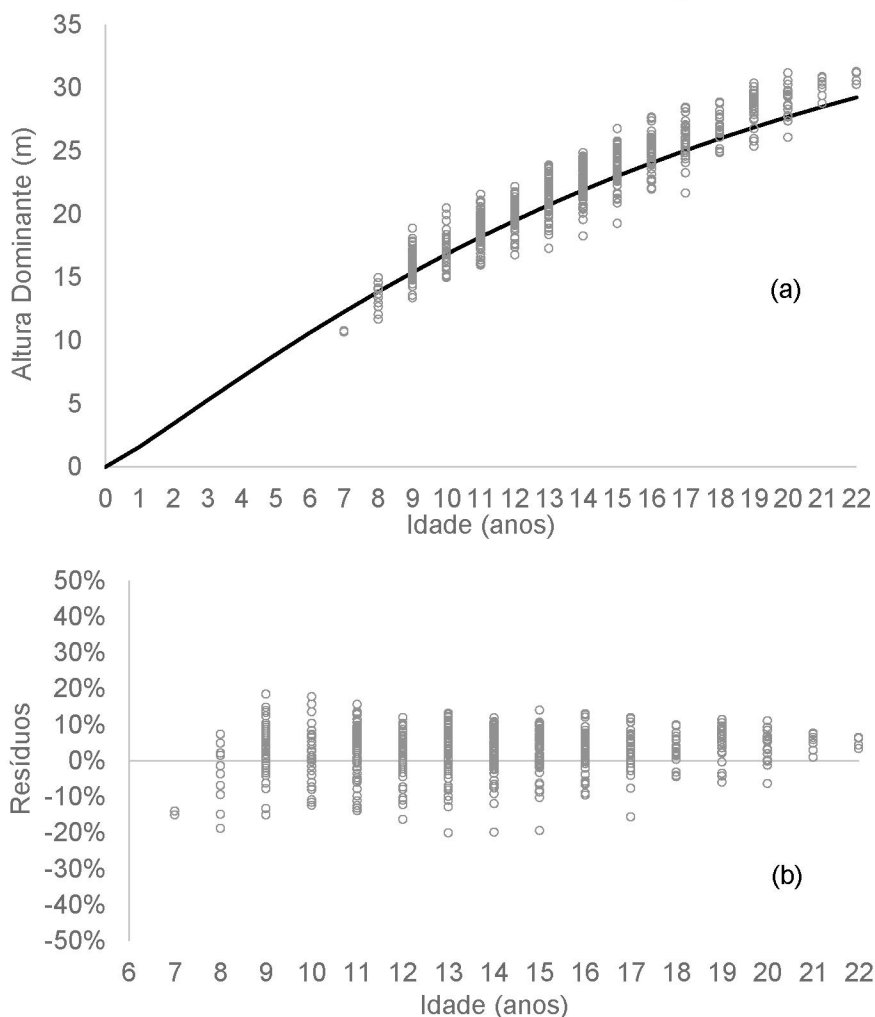 35
30
25
20
15
10
5
0
Altura Dominante (m)
(a)
0 1 2 3 4 5 6 7 8 9 10 11 12 13 14 15 16 17 18 19 20 21 22
Idade (anos)
50%
40%
30%
20%
10%
0%
-10%
-20%
-30%
-40%
-50%
Resíduos
(b)
6 7 8 9 10 11 12 13 14 15 16 17 18 19 20 21 22
Idade (anos)